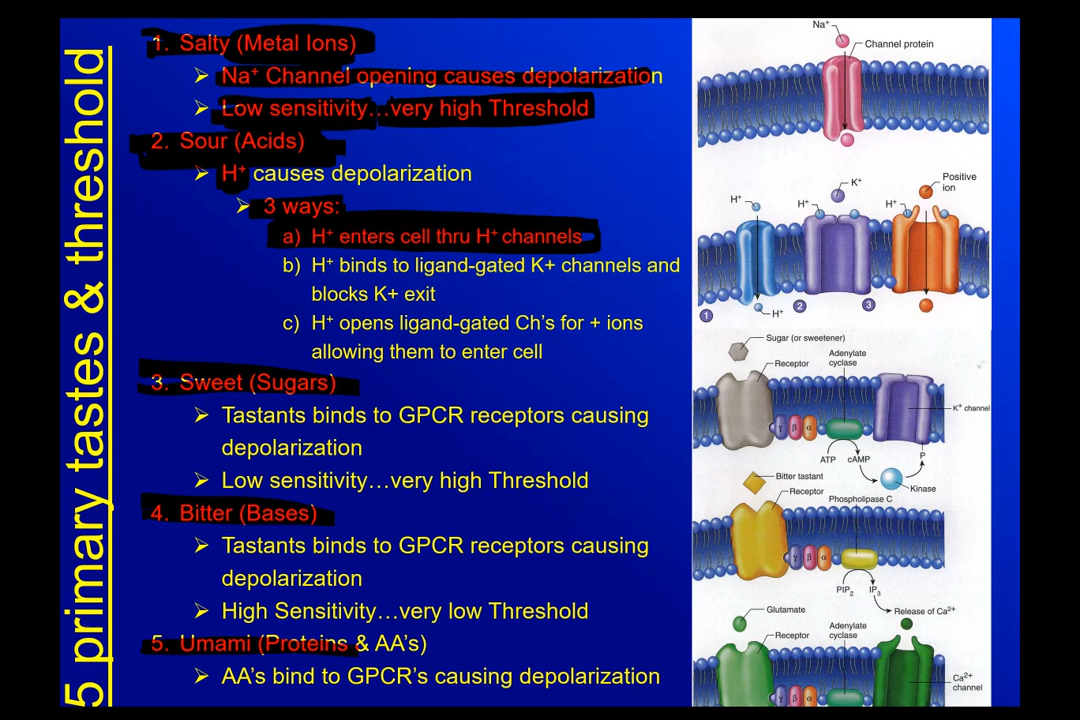 5 primary tastes & threshold
1. Salty (Metal Ions)
➢ Na⁺ Channel opening causes depolarization
➢ Low sensitivity…very high Threshold
2. Sour (Acids)
➢ H⁺ causes depolarization
➢ 3 ways:
a) H⁺ enters cell thru H⁺ channels
b) H⁺ binds to ligand-gated K+ channels and
blocks K+ exit
c) H⁺ opens ligand-gated Ch's for + ions
allowing them to enter cell
3. Sweet (Sugars)
➢ Tastants binds to GPCR receptors causing
depolarization
➢ Low sensitivity…very high Threshold
4. Bitter (Bases)
➢ Tastants binds to GPCR receptors causing
depolarization
➢ High Sensitivity…very low Threshold
5. Umami (Proteins & AA's)
➢ AA's bind to GPCR's causing depolarization
Na⁺
Channel protein
K⁺
Positive
ion
H⁺ H⁺ H⁺
H⁺
1 2 3
Sugar (or sweetener)
Receptor
Adenylate
cyclase
K⁺ channel
γ β α
ATP cAMP P
Kinase
Bitter tastant
Receptor
Phospholipase C
γ β α
PIP₂ IP₃
Release of Ca²⁺
Glutamate
Receptor
Adenylate
cyclase
Ca²⁺
channel
γ β α